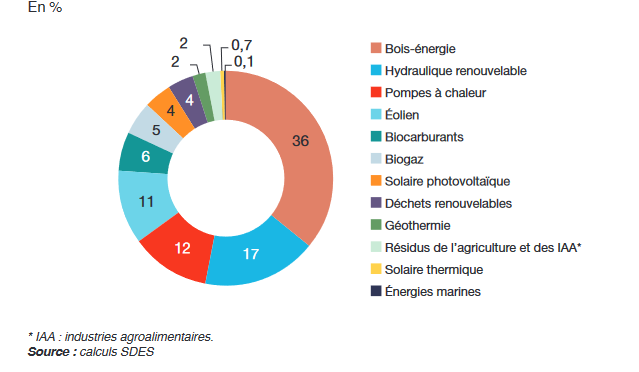 En %
2
0,7
2
0,1
4
4
5
6
11
12
17
36
Bois-énergie
Hydraulique renouvelable
Pompes à chaleur
Éolien
Biocarburants
Biogaz
Solaire photovoltaïque
Déchets renouvelables
Géothermie
Résidus de l'agriculture et des IAA*
Solaire thermique
Énergies marines
* IAA : industries agroalimentaires.
Source : calculs SDES